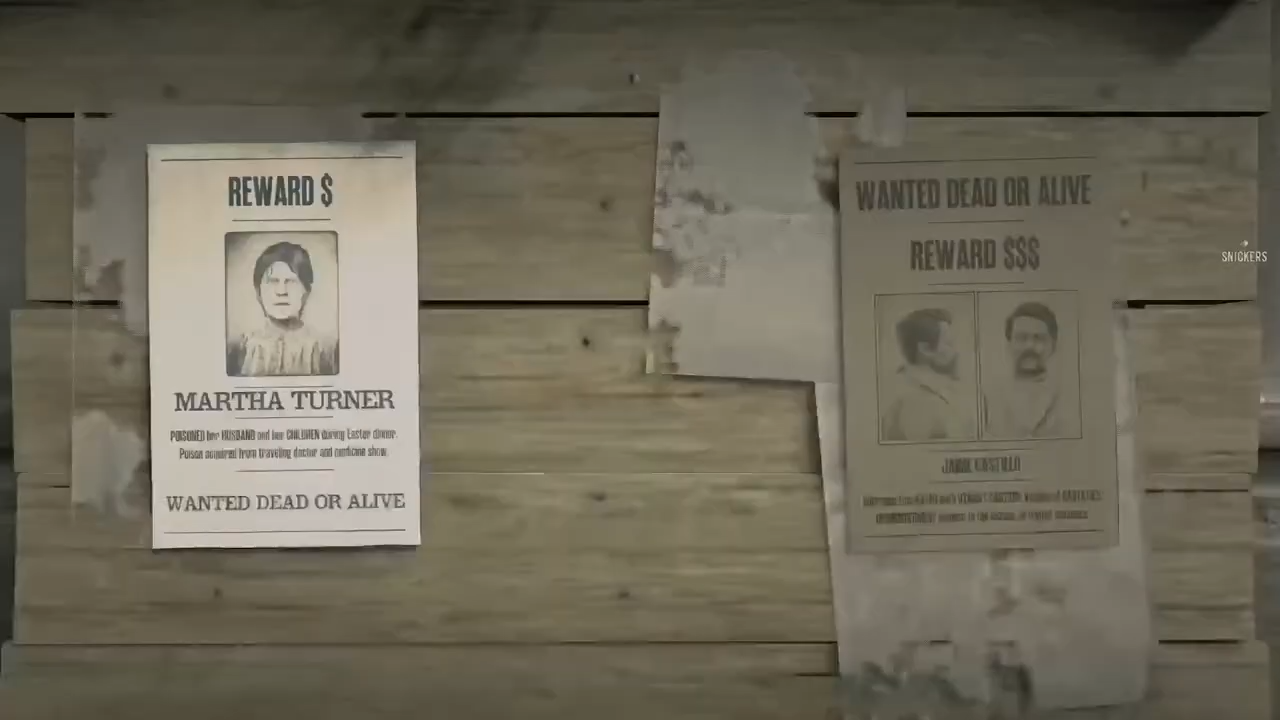 REWARD $
MARTHA TURNER
POISONED her HUSBAND and her CHILDREN during Easter dinner.
Poison acquired from traveling doctor and medicine show.
WANTED DEAD OR ALIVE
WANTED DEAD OR ALIVE
REWARD $$$
CASTILLO
SNICKERS